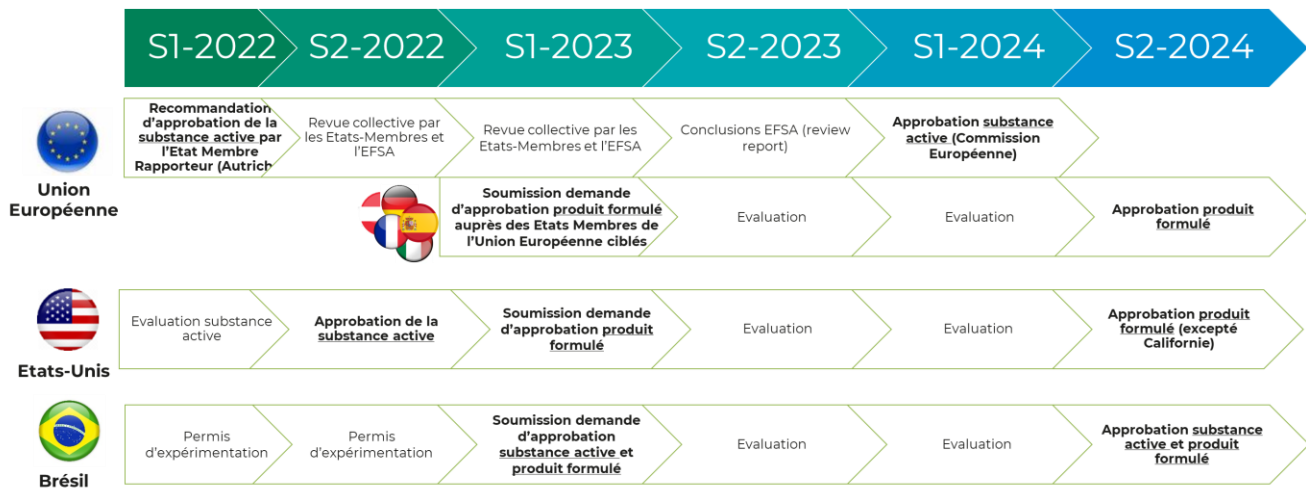 S1-2022
S2-2022
S1-2023
S2-2023
S1-2024
S2-2024
Union
Européenne
Recommandation
d'approbation de la
substance active par
l'Etat Membre
Rapporteur (Autrich
Revue collective par
les Etats-Membres et
l'EFSA
Revue collective par les
Etats-Membres et l'EFSA
Conclusions EFSA (review
report)
Approbation substance
active (Commission
Européenne)
Soumission demande
d'approbation produit formulé
auprès des Etats Membres de
l'Union Européenne ciblés
Evaluation
Evaluation
Approbation produit
formulé
Etats-Unis
Evaluation substance
active
Approbation de la
substance active
Soumission demande
d'approbation produit
formulé
Evaluation
Evaluation
Approbation produit
formulé (excepté
Californie)
Brésil
Permis
d'expérimentation
Permis
d'expérimentation
Soumission demande
d'approbation
substance active et
produit formulé
Evaluation
Evaluation
Approbation substance
active et produit
formulé